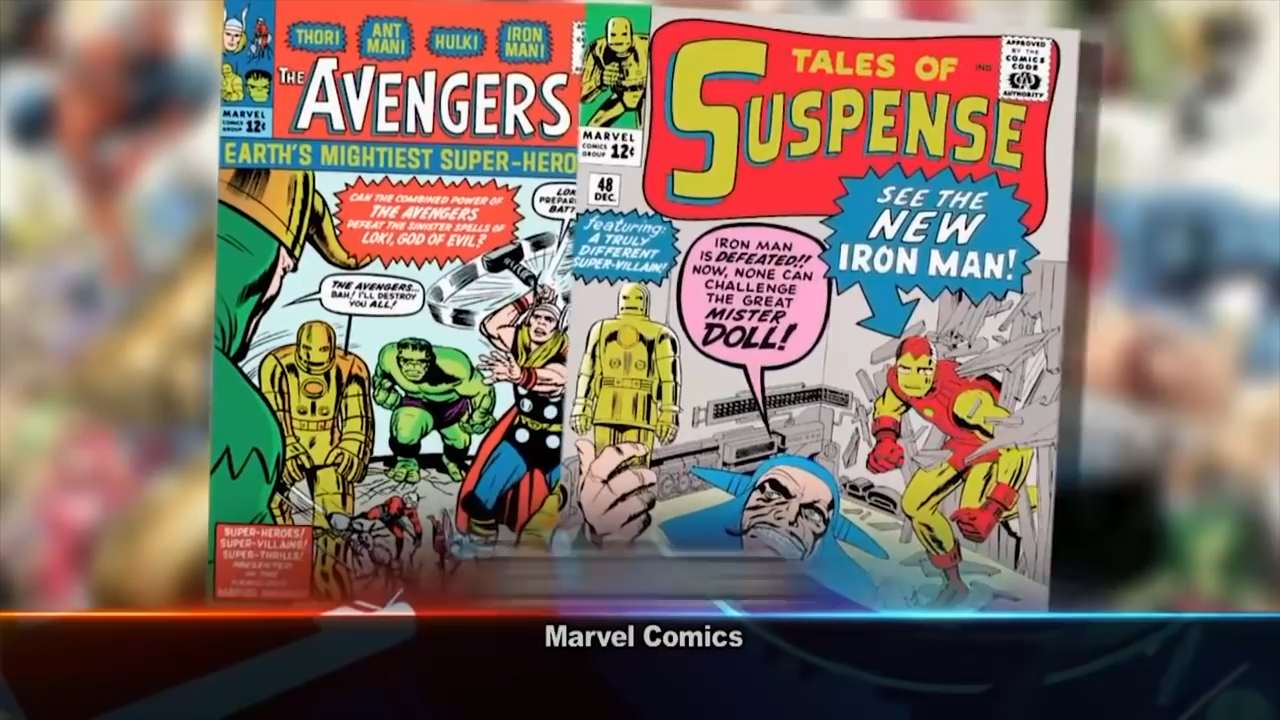 THOR!
ANT
MAN!
HULK!
IRON
MAN!
THE AVENGERS
MARVEL
COMICS
GROUP 12¢
EARTH'S MIGHTIEST SUPER-HERO
CAN THE COMBINED POWER OF
THE AVENGERS
DEFEAT THE SINISTER SPELLS OF
LOKI, GOD OF EVIL?
THE AVENGERS...
BAH! I'LL DESTROY
YOU ALL!
SUPER-HEROES!
SUPER-VILLAINS!
SUPER-THRILLS!
PRESENTED
MARVEL
COMICS
GROUP 12¢
48
DEC.
TALES OF
SUSPENSE
IND.
APPROVED
BY THE
COMICS
CODE
CA
AUTHORITY
featuring:
A TRULY
DIFFERENT
SUPER-VILLAIN!
IRON MAN
IS DEFEATED!!
NOW, NONE CAN
CHALLENGE
THE GREAT
MISTER
DOLL!
SEE THE
NEW
IRON MAN!
Marvel Comics